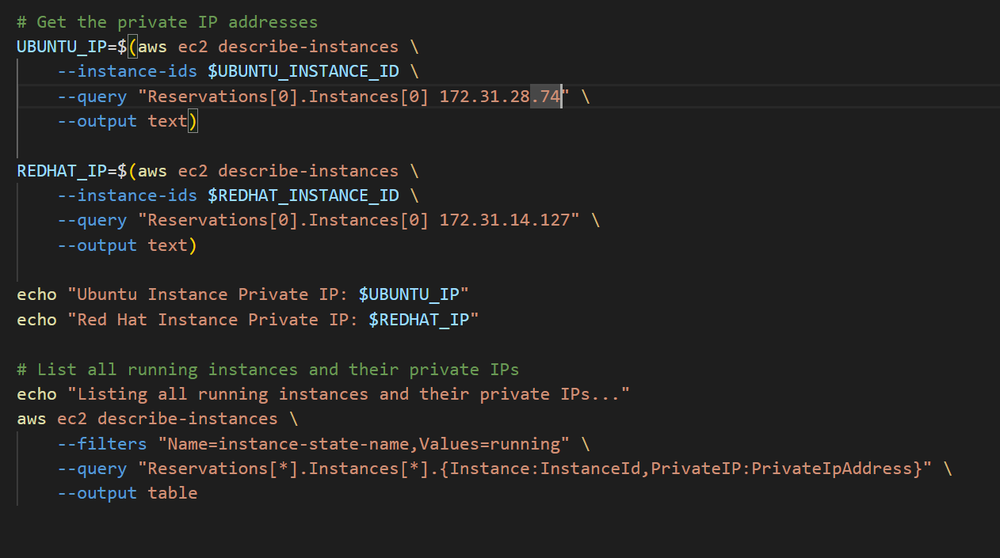 # Get the private IP addresses
UBUNTU_IP=$(aws ec2 describe-instances \
    --instance-ids $UBUNTU_INSTANCE_ID \
    --query "Reservations[0].Instances[0] 172.31.28.74" \
    --output text)

REDHAT_IP=$(aws ec2 describe-instances \
    --instance-ids $REDHAT_INSTANCE_ID \
    --query "Reservations[0].Instances[0] 172.31.14.127" \
    --output text)

echo "Ubuntu Instance Private IP: $UBUNTU_IP"
echo "Red Hat Instance Private IP: $REDHAT_IP"

# List all running instances and their private IPs
echo "Listing all running instances and their private IPs..."
aws ec2 describe-instances \
    --filters "Name=instance-state-name,Values=running" \
    --query "Reservations[*].Instances[*].{Instance:InstanceId,PrivateIP:PrivateIpAddress}" \
    --output table